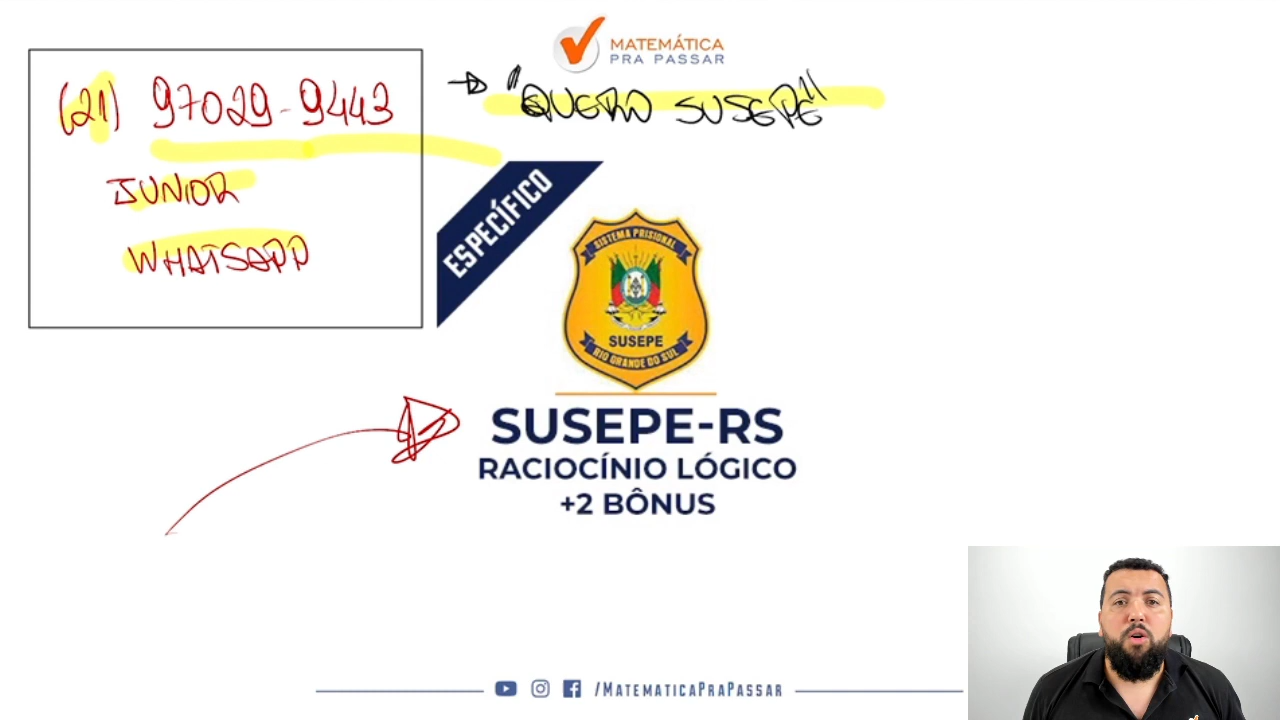 MATEMÁTICA
PRA PASSAR
(21) 97029-9443
→ "QUERO SUSEPE"
JUNIOR
WHATSAPP
ESPECÍFICO
SISTEMA PRISIONAL
SUSEPE
RIO GRANDE DO SUL
SUSEPE-RS
RACIOCÍNIO LÓGICO
+2 BÔNUS
/MATEMATICAPRAPASSAR